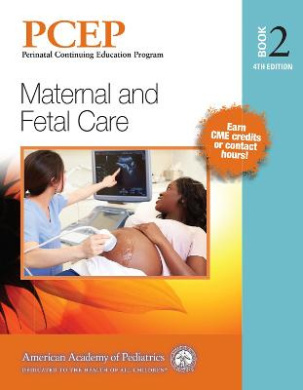 PCEP
Perinatal Continuing Education Program
BOOK 2
4TH EDITION
Maternal and
Fetal Care
Earn
CME credits
or contact
hours!
American Academy of Pediatrics
DEDICATED TO THE HEALTH OF ALL CHILDREN®